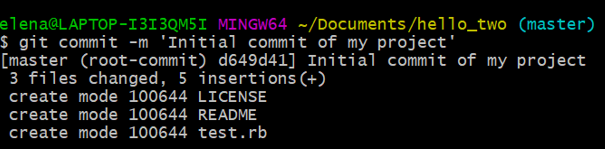 elena@LAPTOP-I3I3QM5I MINGW64 ~/Documents/hello_two (master)
$ git commit -m 'Initial commit of my project'
[master (root-commit) d649d41] Initial commit of my project
 3 files changed, 5 insertions(+)
 create mode 100644 LICENSE
 create mode 100644 README
 create mode 100644 test.rb